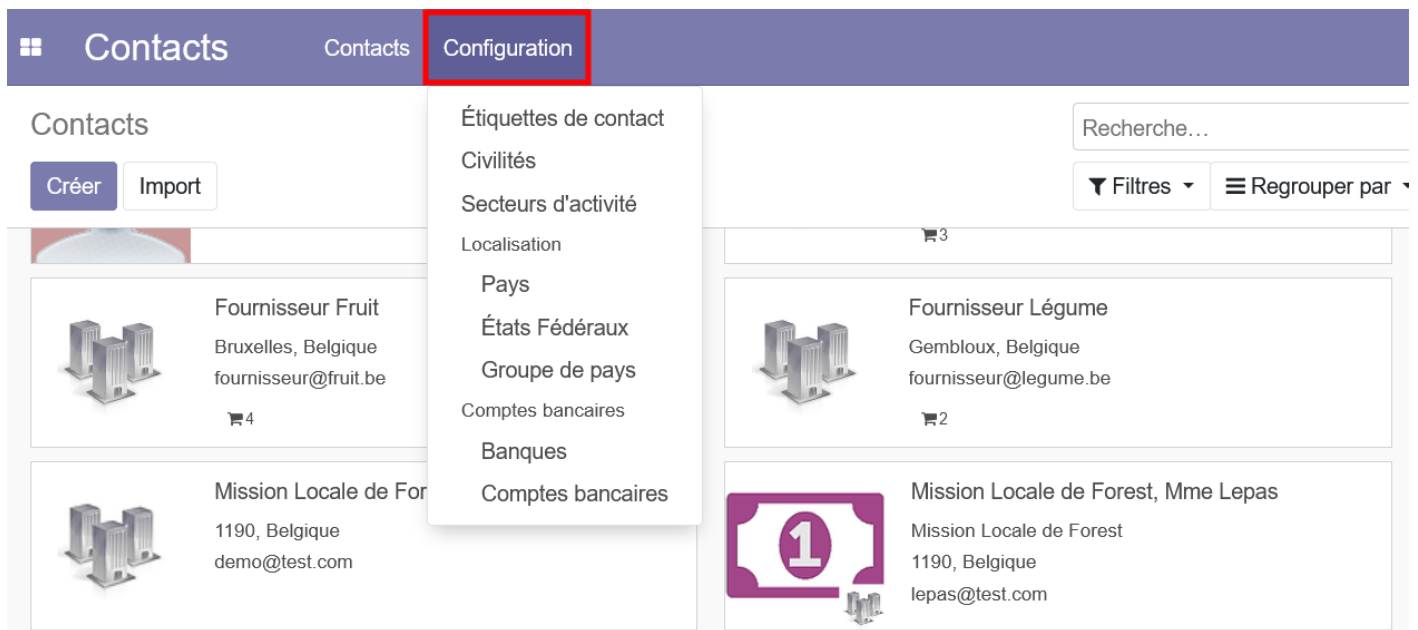 Contacts
Contacts
Configuration
Contacts
Créer
Import
Étiquettes de contact
Civilités
Secteurs d'activité
Localisation
Pays
États Fédéraux
Groupe de pays
Comptes bancaires
Banques
Comptes bancaires
Recherche...
Filtres
Regrouper par
3
Fournisseur Fruit
Bruxelles, Belgique
fournisseur@fruit.be
4
Fournisseur Légume
Gembloux, Belgique
fournisseur@legume.be
2
Mission Locale de For
1190, Belgique
demo@test.com
1
Mission Locale de Forest, Mme Lepas
Mission Locale de Forest
1190, Belgique
lepas@test.com